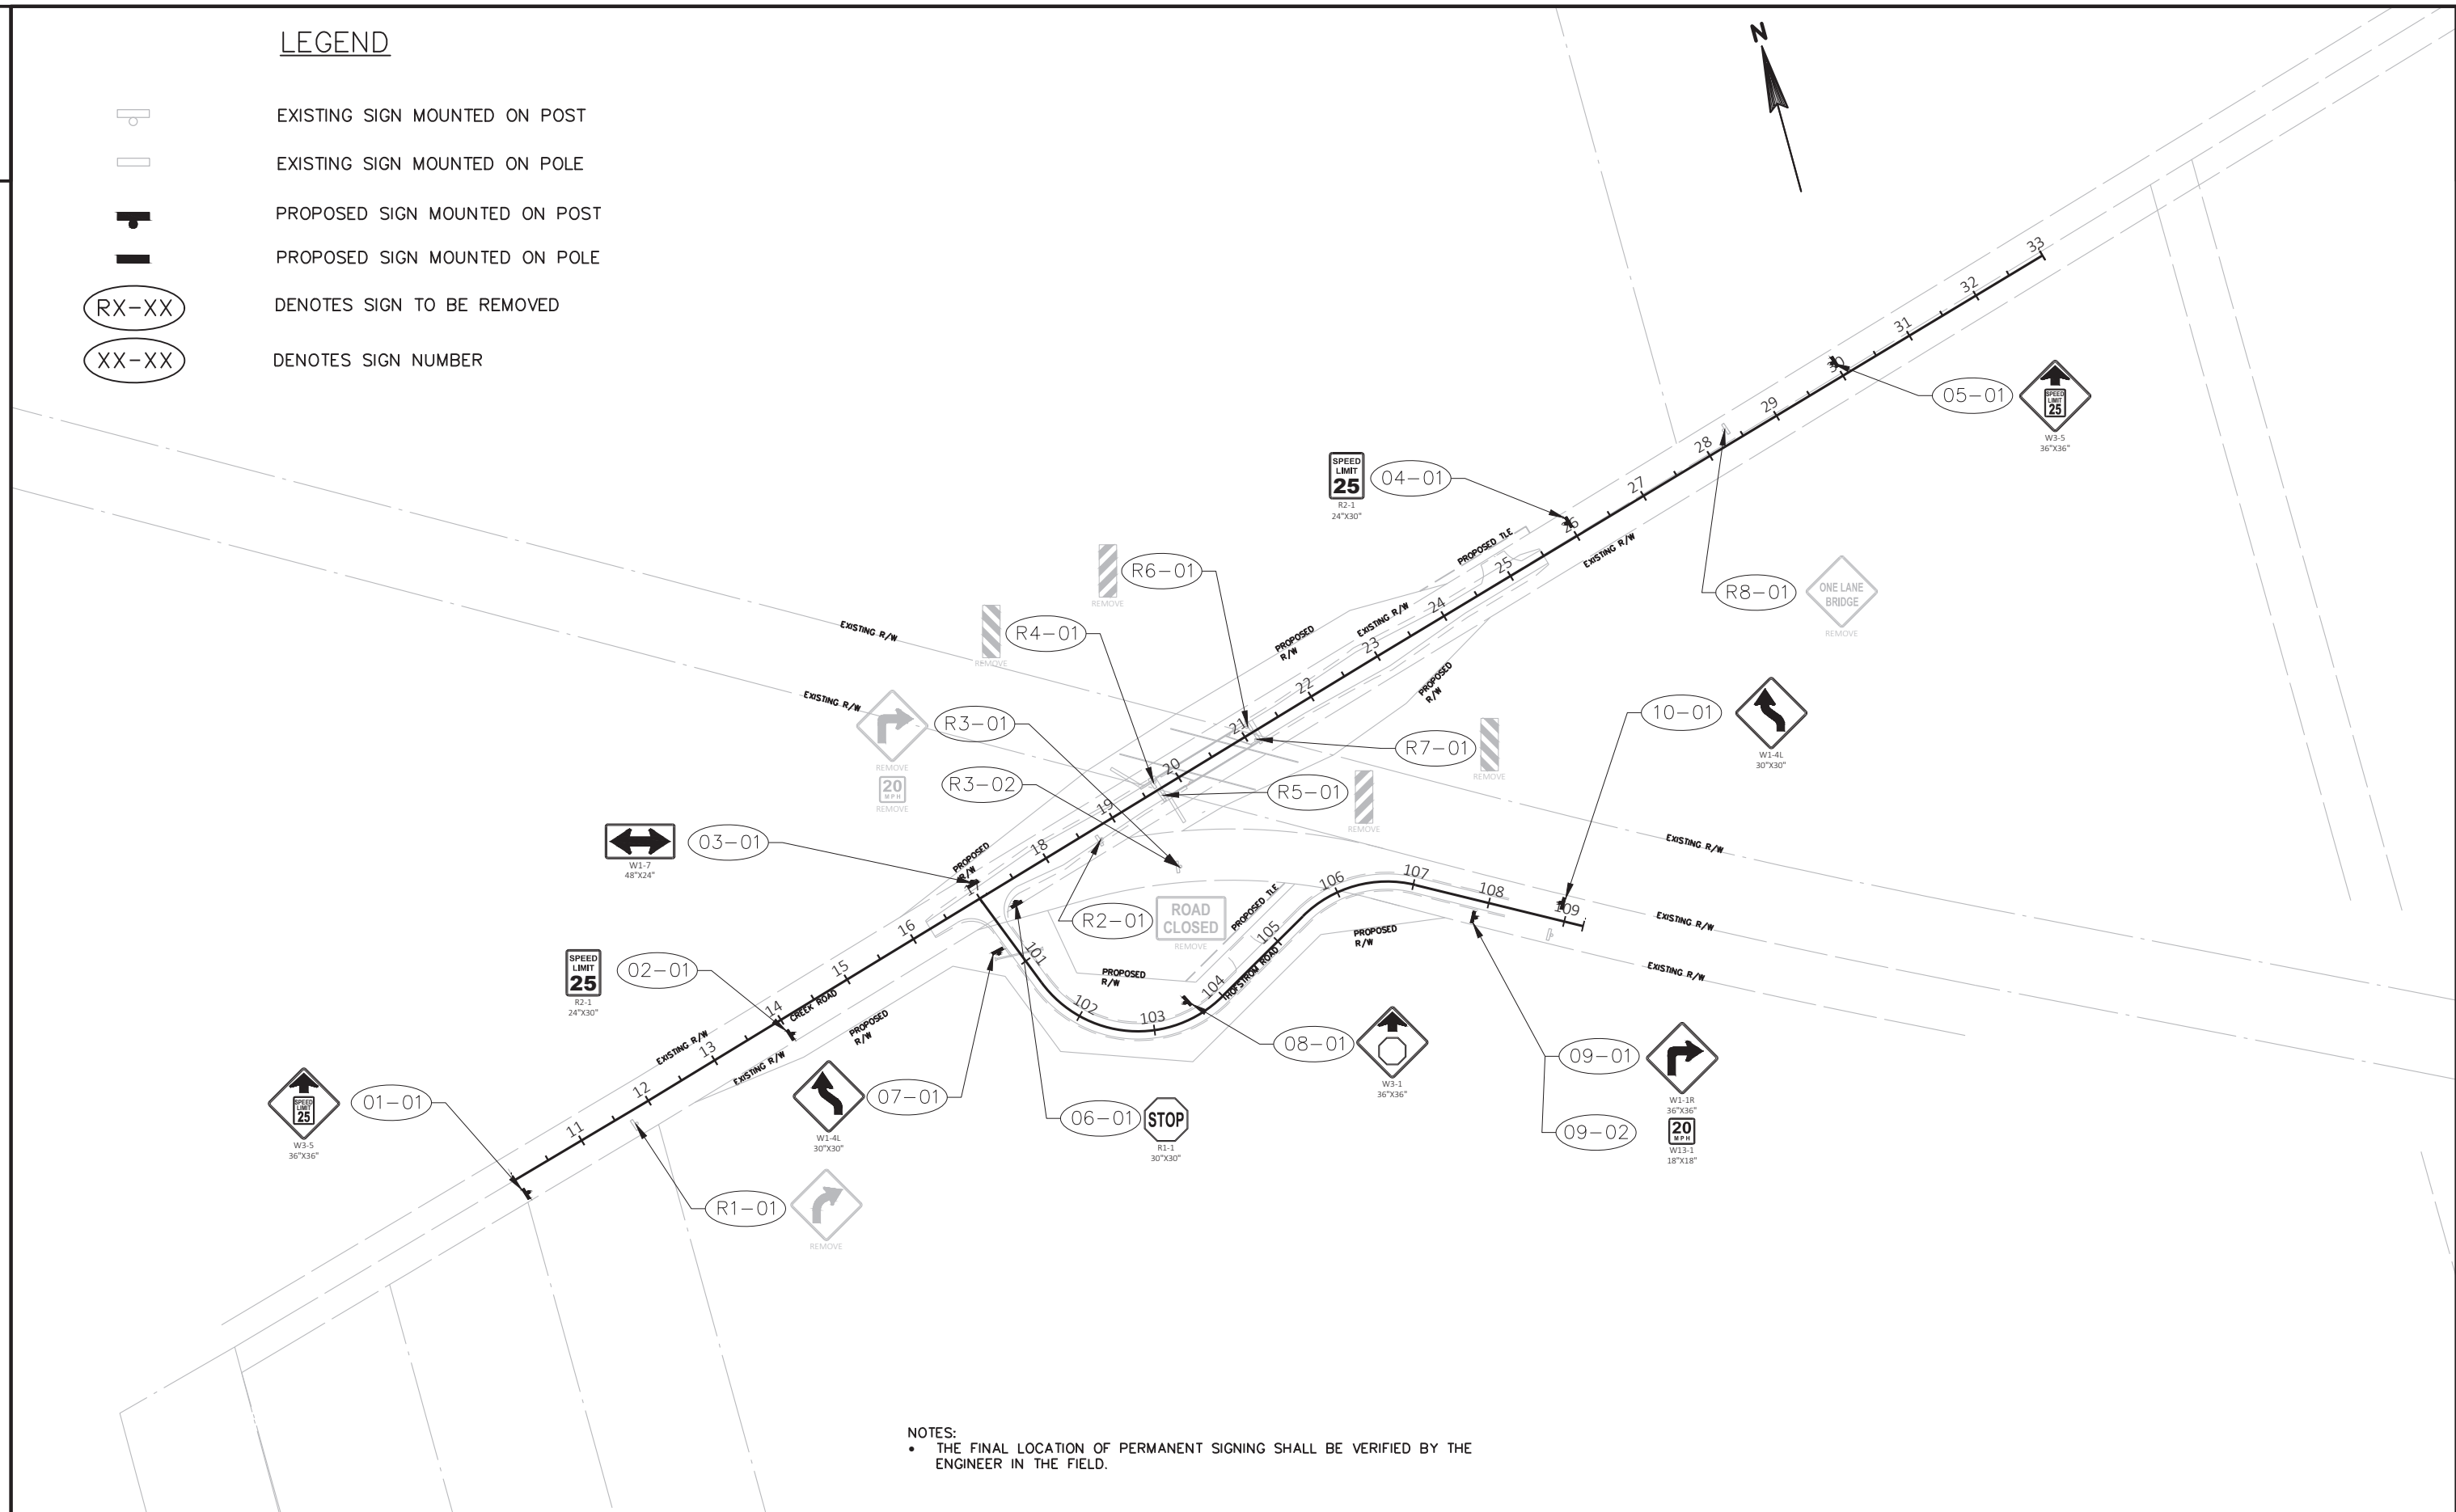 LEGEND
EXISTING SIGN MOUNTED ON POST
EXISTING SIGN MOUNTED ON POLE
PROPOSED SIGN MOUNTED ON POST
PROPOSED SIGN MOUNTED ON POLE
RX-XX
DENOTES SIGN TO BE REMOVED
XX-XX
DENOTES SIGN NUMBER
N
33
32
31
30
29
28
27
26
25
24
23
22
21
20
19
18
17
16
15
14
13
12
11
05-01
SPEED
LIMIT
25
W3-5
36"X36"
SPEED
LIMIT
25
R2-1
24"X30"
04-01
R8-01
ONE LANE
BRIDGE
REMOVE
PROPOSED TLE
EXISTING R/W
REMOVE
R6-01
REMOVE
R4-01
EXISTING R/W
EXISTING R/W
PROPOSED
R/W
EXISTING R/W
PROPOSED
R/W
REMOVE
20
MPH
REMOVE
R3-01
R3-02
R7-01
REMOVE
R5-01
REMOVE
10-01
W1-4L
30"X30"
W1-7
48"X24"
03-01
PROPOSED
R/W
R2-01
ROAD
CLOSED
REMOVE
PROPOSED TLE
101
102
103
104
105
106
107
108
109
EXISTING R/W
EXISTING R/W
EXISTING R/W
PROPOSED
R/W
PROPOSED
R/W
TROFSTROM ROAD
SPEED
LIMIT
25
R2-1
24"X30"
02-01
CREEK ROAD
PROPOSED
R/W
EXISTING R/W
EXISTING R/W
SPEED
LIMIT
25
W3-5
36"X36"
01-01
W1-4L
30"X30"
07-01
06-01
STOP
R1-1
30"X30"
08-01
W3-1
36"X36"
09-01
W1-1R
36"X36"
09-02
20
MPH
W13-1
18"X18"
R1-01
REMOVE
NOTES:
• THE FINAL LOCATION OF PERMANENT SIGNING SHALL BE VERIFIED BY THE
ENGINEER IN THE FIELD.